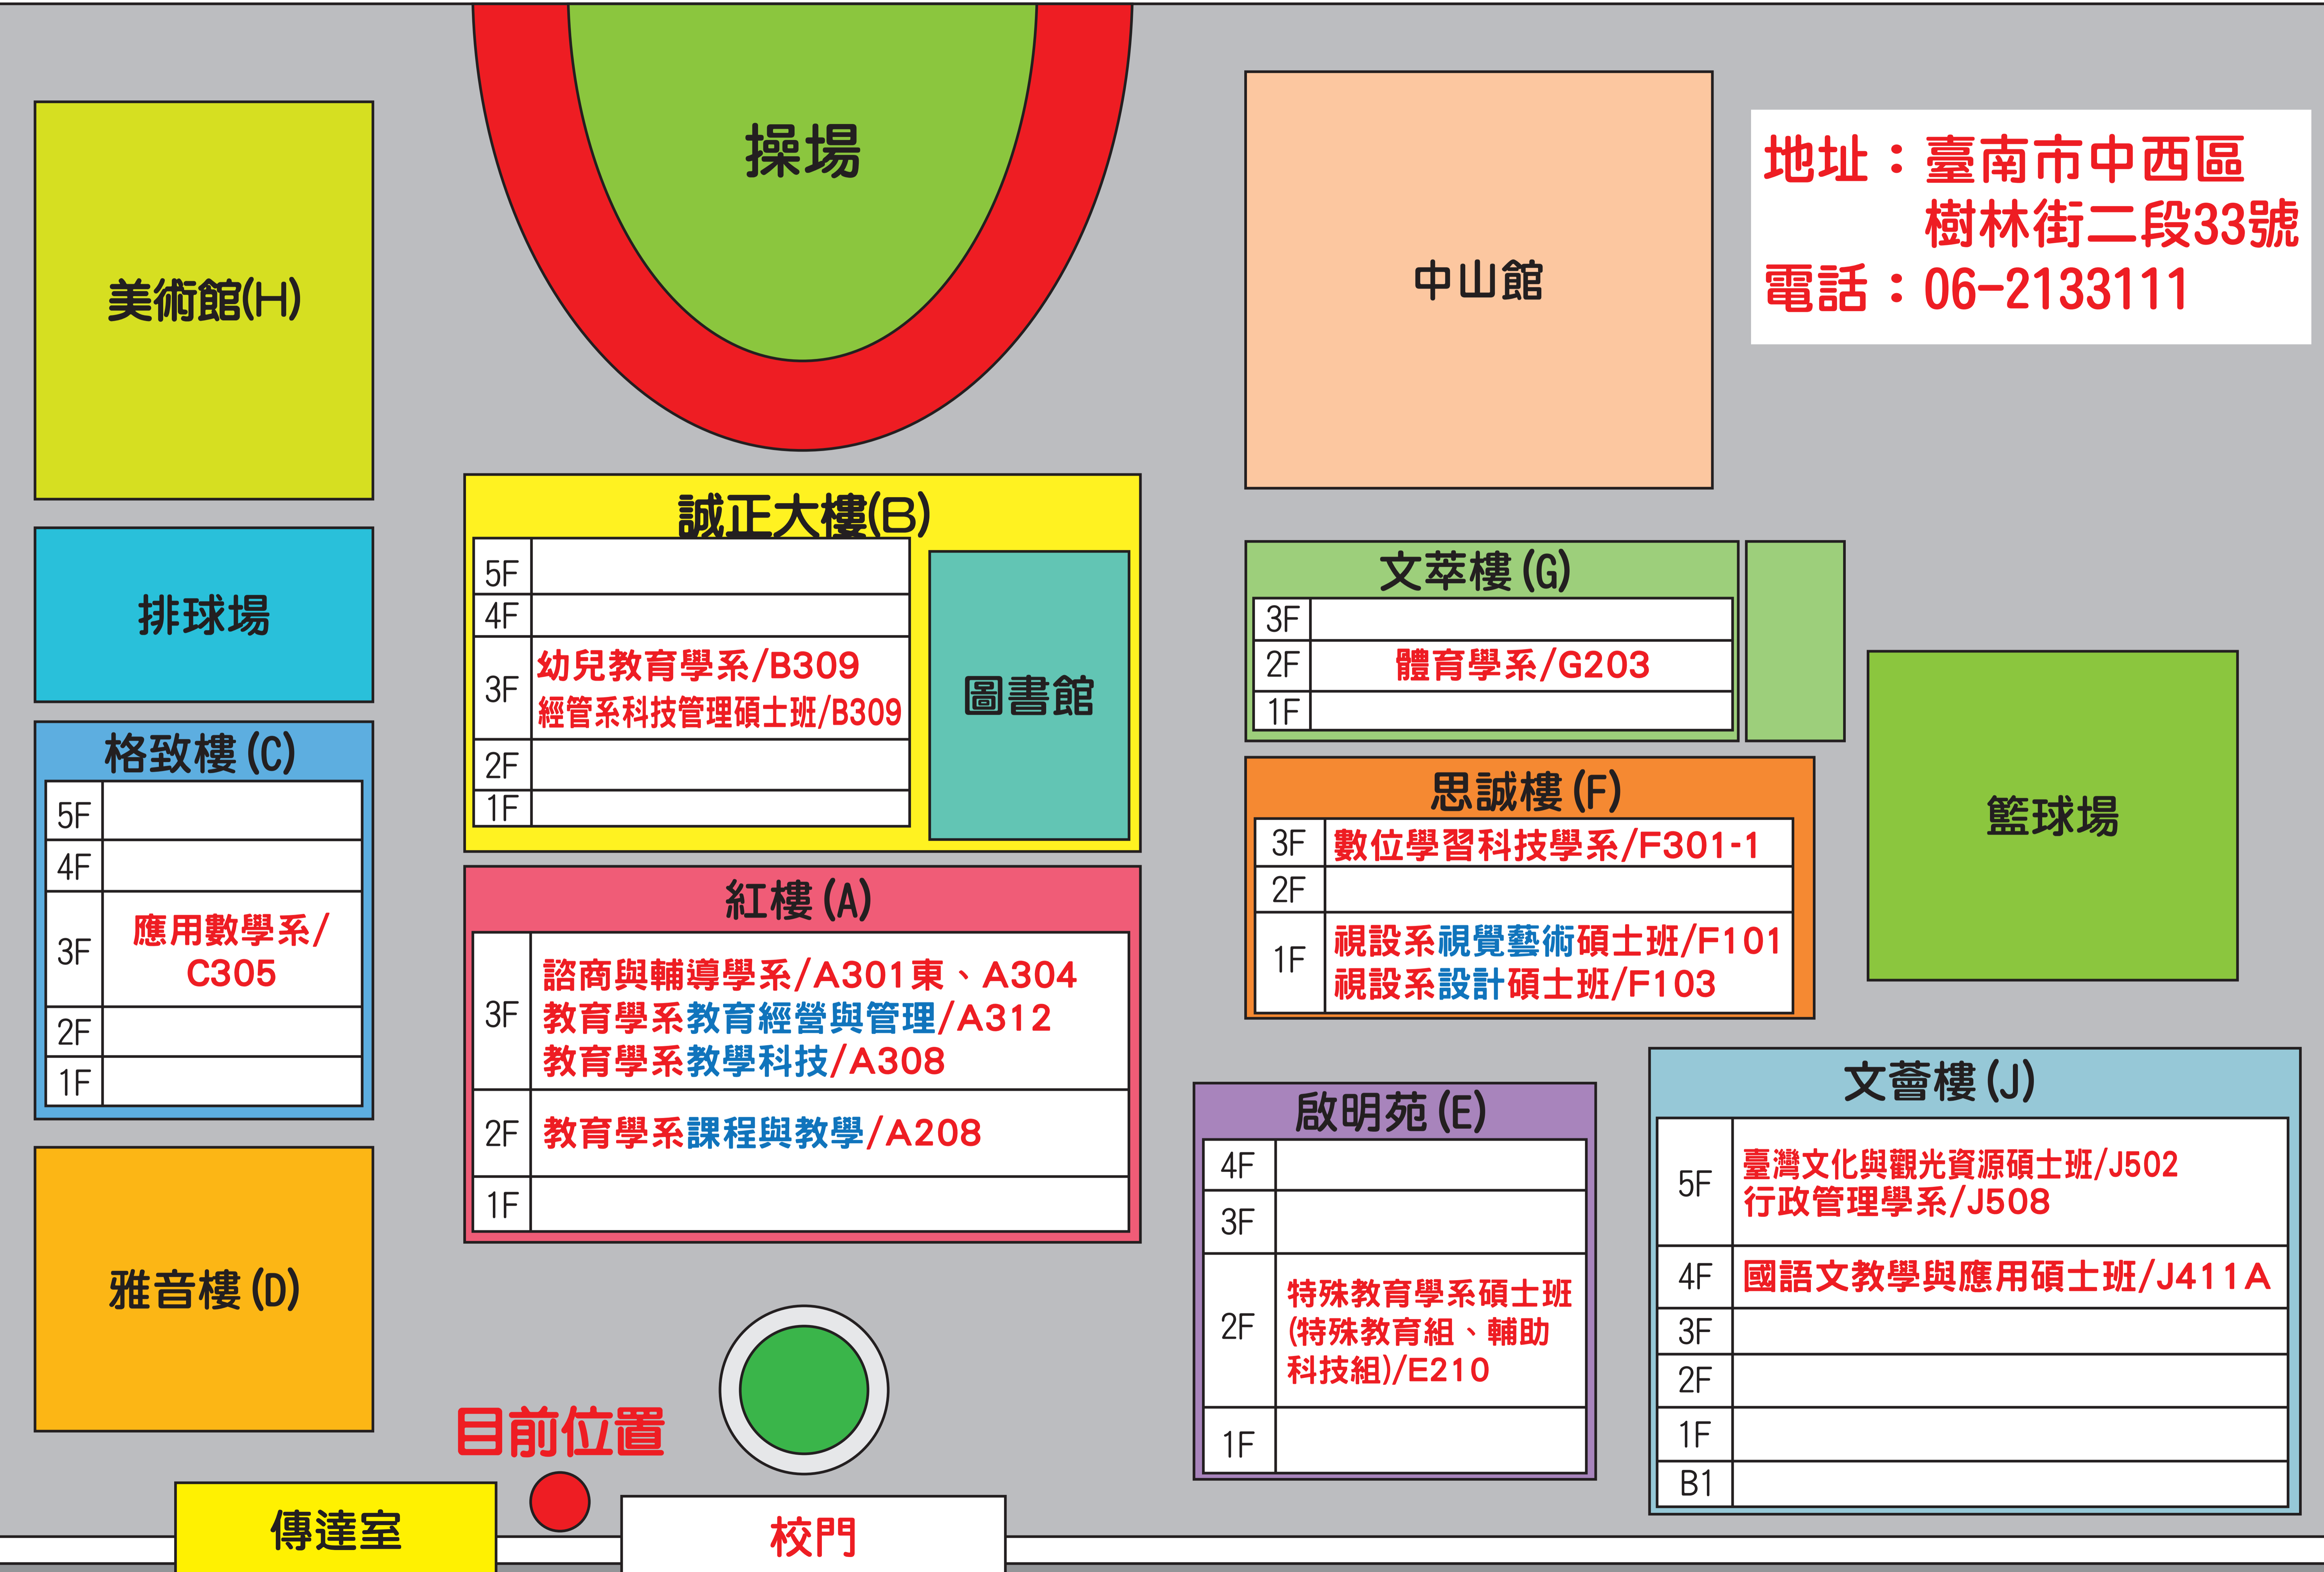 操場
美術館(H)
中山館
地址：臺南市中西區
樹林街二段33號
電話：06-2133111
排球場
誠正大樓(B)
5F
4F
3F
幼兒教育學系/B309
經管系科技管理碩士班/B309
2F
1F
圖書館
文萃樓(G)
3F
2F
體育學系/G203
1F
籃球場
格致樓(C)
5F
4F
3F
應用數學系/
C305
2F
1F
思誠樓(F)
3F
數位學習科技學系/F301-1
2F
1F
視設系視覺藝術碩士班/F101
視設系設計碩士班/F103
紅樓(A)
3F
諮商與輔導學系/A301東、A304
教育學系教育經營與管理/A312
教育學系教學科技/A308
2F
教育學系課程與教學/A208
1F
雅音樓(D)
啟明苑(E)
4F
3F
2F
特殊教育學系碩士班
(特殊教育組、輔助
科技組)/E210
1F
文薈樓(J)
5F
臺灣文化與觀光資源碩士班/J502
行政管理學系/J508
4F
國語文教學與應用碩士班/J411A
3F
2F
1F
B1
目前位置
傳達室
校門